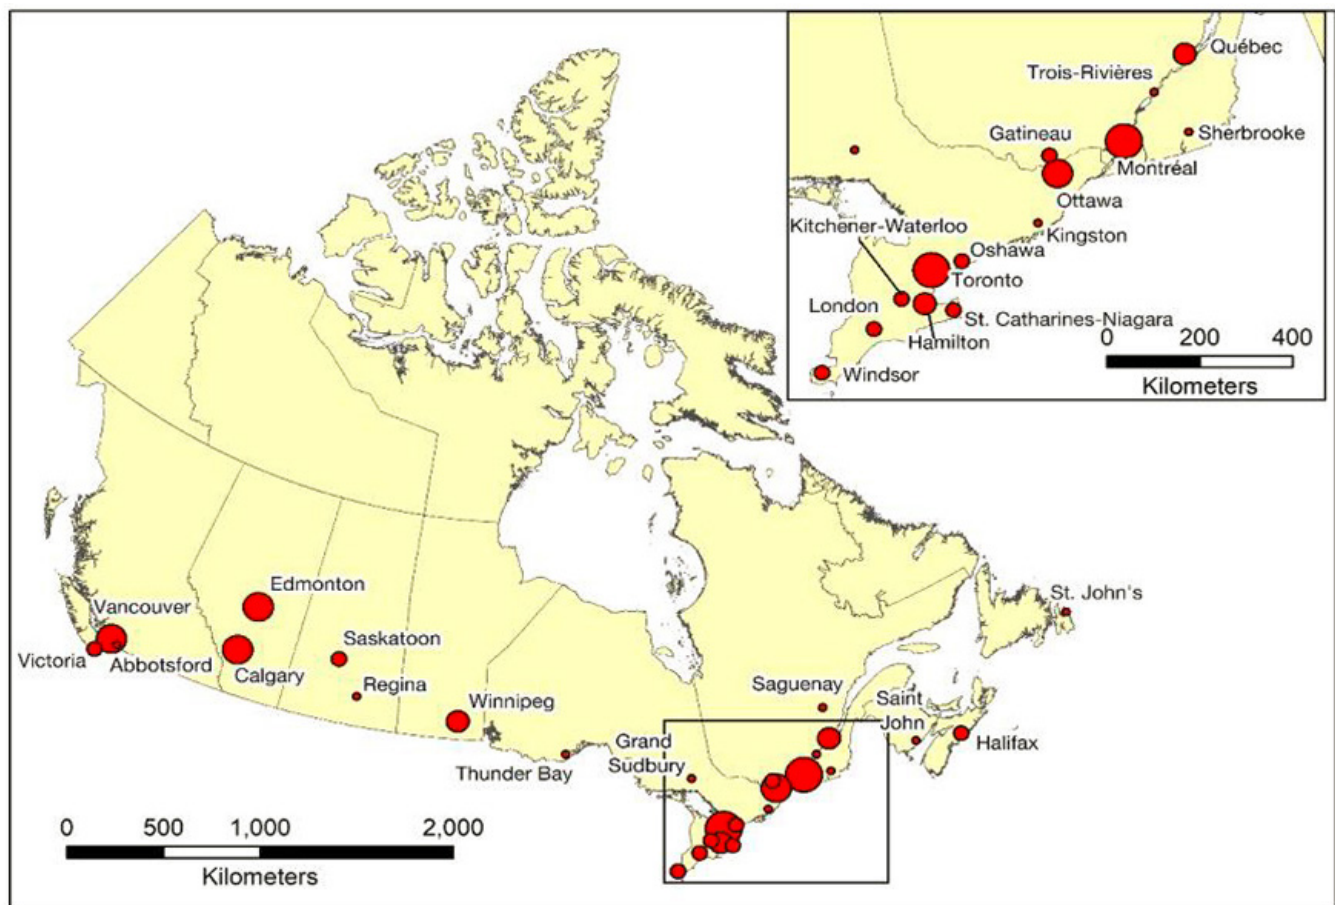 Québec
Trois-Rivières
Gatineau
Sherbrooke
Montréal
Ottawa
Kitchener-Waterloo
Kingston
Oshawa
Toronto
London
St. Catharines-Niagara
Hamilton
Windsor
0 200 400
Kilometers
Edmonton
Vancouver
Victoria
Abbotsford
Calgary
Saskatoon
Regina
Winnipeg
Thunder Bay
Grand
Sudbury
Saguenay
Saint
John
Halifax
St. John's
0 500 1,000 2,000
Kilometers